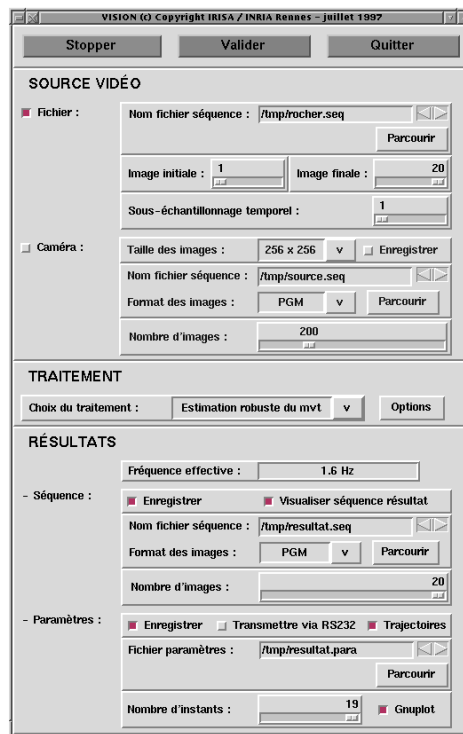 VISION (c) Copyright IRISA / INRIA Rennes - juillet 1997
Stopper Valider Quitter
SOURCE VIDÉO
Fichier : Nom fichier séquence : /tmp/rocher.seq
Parcourir
Image initiale : 1 Image finale : 20
Sous-échantillonnage temporel : 1
Caméra : Taille des images : 256 x 256 v Enregistrer
Nom fichier séquence : /tmp/source.seq
Format des images : PGM v Parcourir
Nombre d'images : 200
TRAITEMENT
Choix du traitement : Estimation robuste du mvt v Options
RÉSULTATS
Fréquence effective : 1.6 Hz
- Séquence : Enregistrer Visualiser séquence résultat
Nom fichier séquence : /tmp/resultat.seq
Format des images : PGM v Parcourir
Nombre d'images : 20
- Paramètres : Enregistrer Transmettre via RS232 Trajectoires
Fichier paramètres : /tmp/resultat.para
Parcourir
Nombre d'instants : 19 Gnuplot